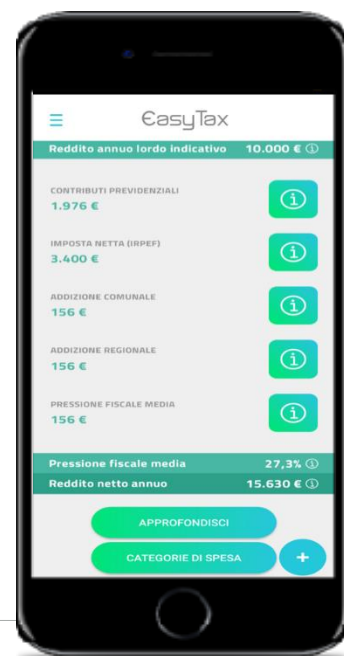 €asyTax
Reddito annuo lordo indicativo 10.000 €
CONTRIBUTI PREVIDENZIALI
1.976 €
IMPOSTA NETTA (IRPEF)
3.400 €
ADDIZIONE COMUNALE
156 €
ADDIZIONE REGIONALE
156 €
PRESSIONE FISCALE MEDIA
156 €
Pressione fiscale media 27,3%
Reddito netto annuo 15.630 €
APPROFONDISCI
CATEGORIE DI SPESA +